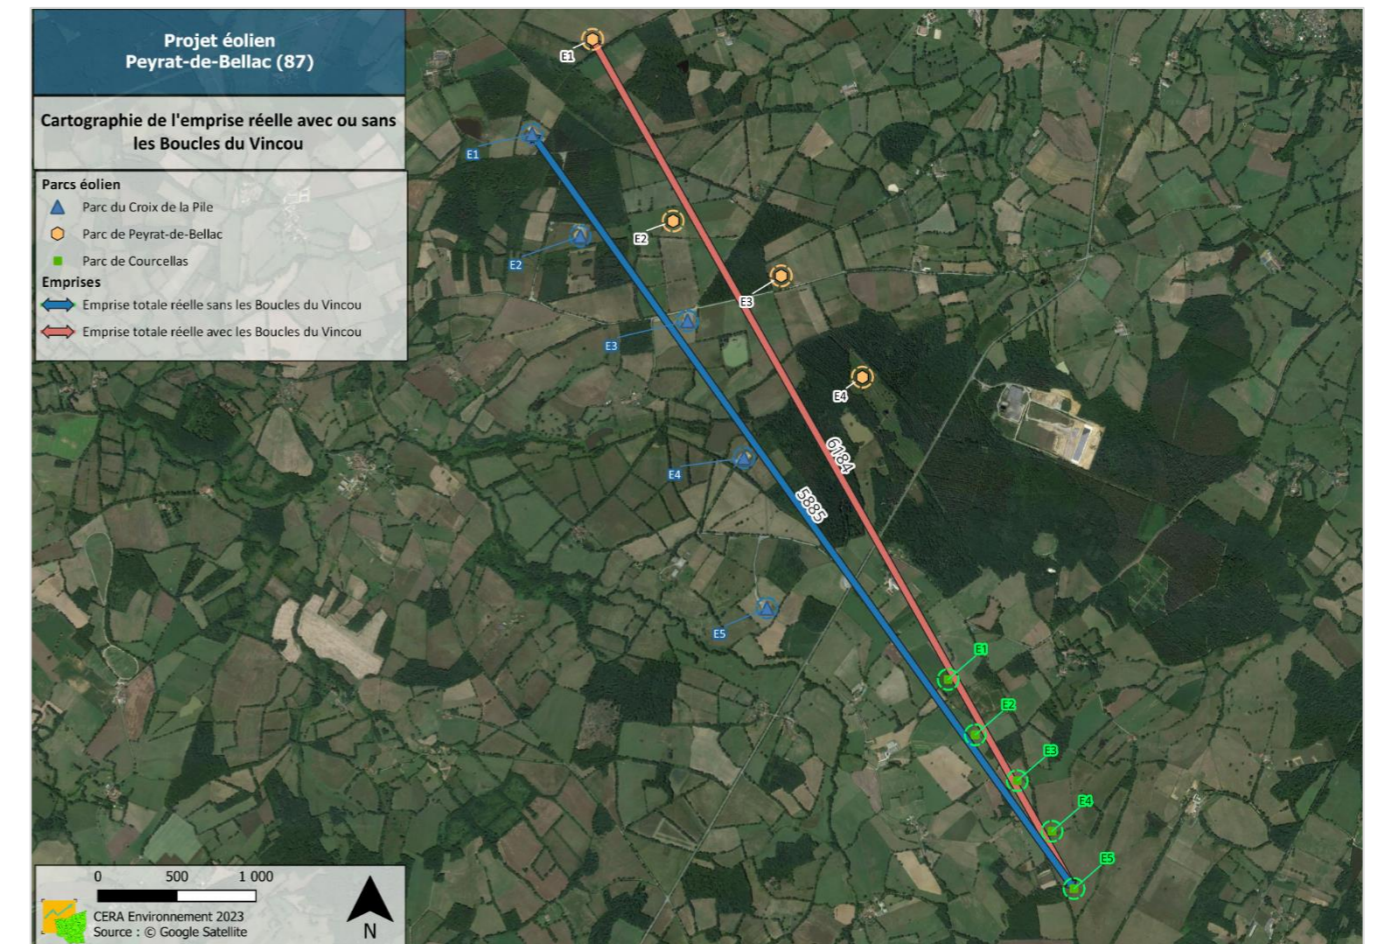 Projet éolien
Peyrat-de-Bellac (87)
Cartographie de l'emprise réelle avec ou sans
les Boucles du Vincou
Parcs éolien
Parc du Croix de la Pile
Parc de Peyrat-de-Bellac
Parc de Courcellas
Emprises
Emprise totale réelle sans les Boucles du Vincou
Emprise totale réelle avec les Boucles du Vincou
E1
E1
E2
E2
E3
E3
E4
E4
6184
5885
E5
E1
E2
E3
E4
E5
0 500 1 000
CERA Environnement 2023
Source : © Google Satellite
N